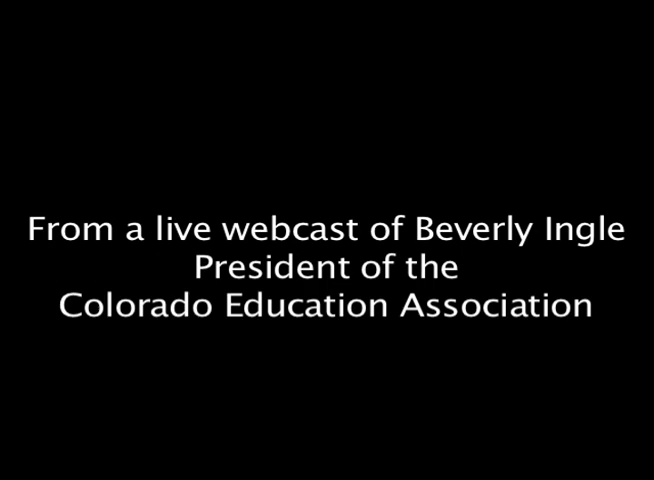 From a live webcast of Beverly Ingle
President of the
Colorado Education Association